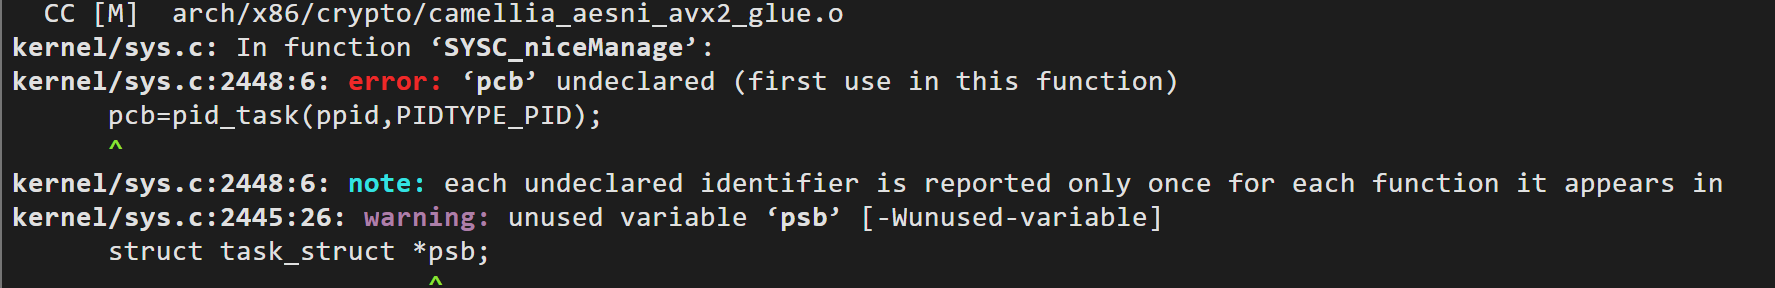 CC [M]  arch/x86/crypto/camellia_aesni_avx2_glue.o
kernel/sys.c: In function ‘SYSC_niceManage’:
kernel/sys.c:2448:6: error: ‘pcb’ undeclared (first use in this function)
pcb=pid_task(ppid,PIDTYPE_PID);
^
kernel/sys.c:2448:6: note: each undeclared identifier is reported only once for each function it appears in
kernel/sys.c:2445:26: warning: unused variable ‘psb’ [-Wunused-variable]
struct task_struct *psb;
^